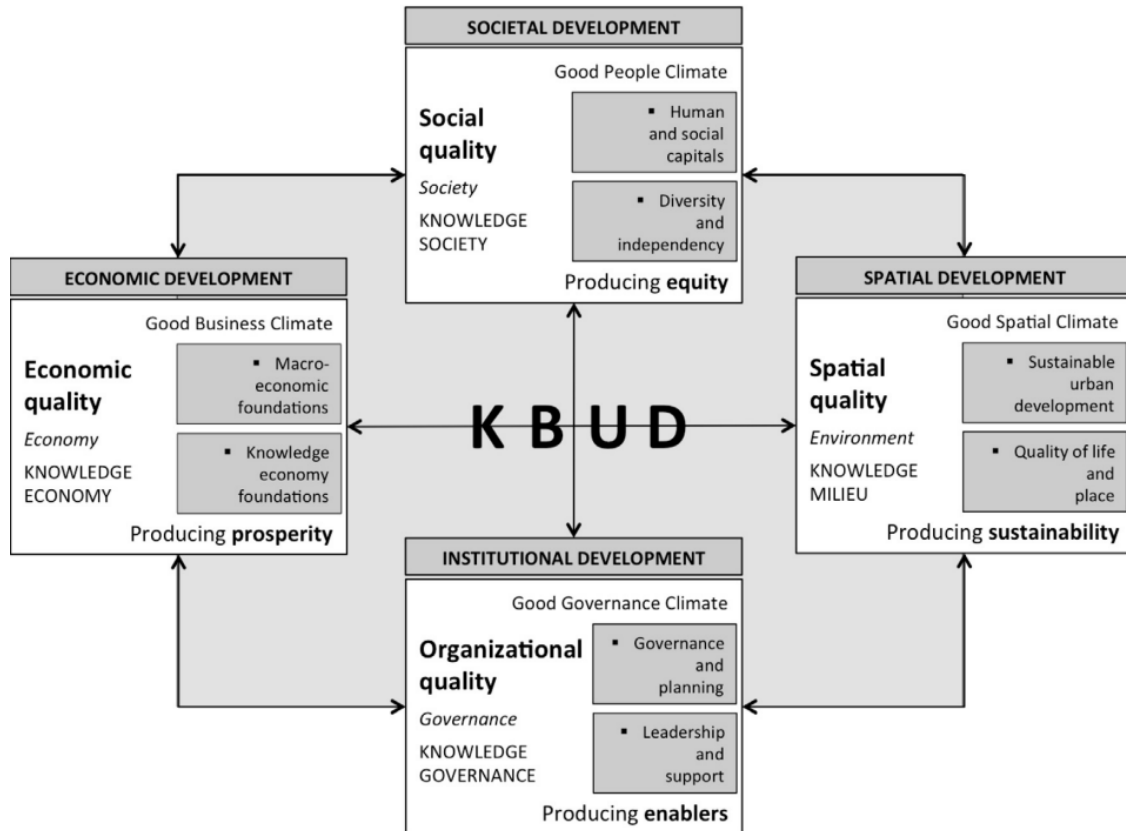 SOCIETAL DEVELOPMENT
Good People Climate
Social
quality
Society
KNOWLEDGE
SOCIETY
▪ Human
and social
capitals
▪ Diversity
and
independency
Producing equity
ECONOMIC DEVELOPMENT
Good Business Climate
Economic
quality
Economy
KNOWLEDGE
ECONOMY
▪ Macro-
economic
foundations
▪ Knowledge
economy
foundations
Producing prosperity
K B U D
SPATIAL DEVELOPMENT
Good Spatial Climate
Spatial
quality
Environment
KNOWLEDGE
MILIEU
▪ Sustainable
urban
development
▪ Quality of life
and
place
Producing sustainability
INSTITUTIONAL DEVELOPMENT
Good Governance Climate
Organizational
quality
Governance
KNOWLEDGE
GOVERNANCE
▪ Governance
and
planning
▪ Leadership
and
support
Producing enablers